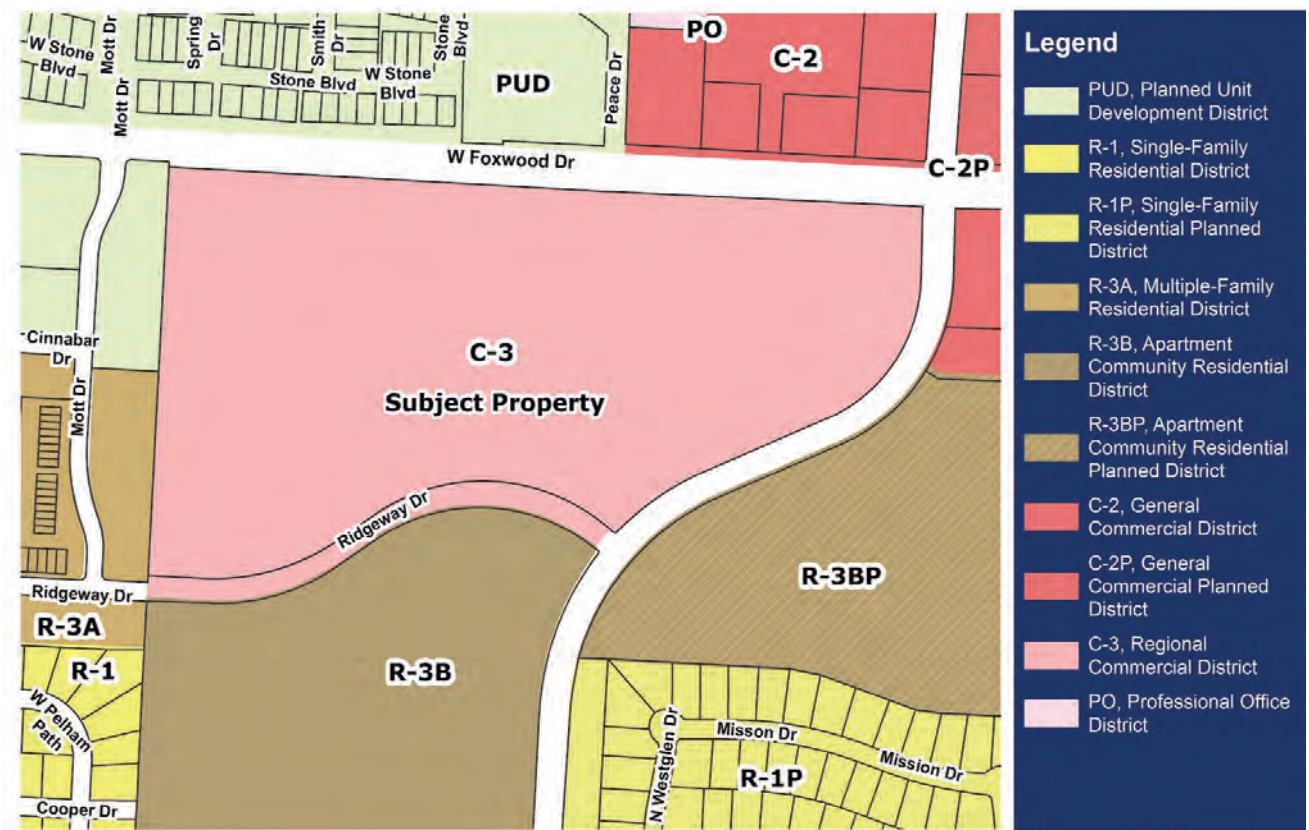 Mott Dr
W Stone
Blvd
Spring
Dr
Smith
Dr
Stone
Blvd
W Stone
Blvd
Stone Blvd
Mott Dr
PUD
Peace Dr
PO
C-2
W Foxwood Dr
C-2P
Cinnabar
Dr
Mott Dr
C-3
Subject Property
Ridgeway Dr
Ridgeway Dr
R-3A
R-1
R-3B
R-3BP
W Pelham
Path
Cooper Dr
N Westglen Dr
Misson Dr
Mission Dr
R-1P
Legend
PUD, Planned Unit
Development District
R-1, Single-Family
Residential District
R-1P, Single-Family
Residential Planned
District
R-3A, Multiple-Family
Residential District
R-3B, Apartment
Community Residential
District
R-3BP, Apartment
Community Residential
Planned District
C-2, General
Commercial District
C-2P, General
Commercial Planned
District
C-3, Regional
Commercial District
PO, Professional Office
District